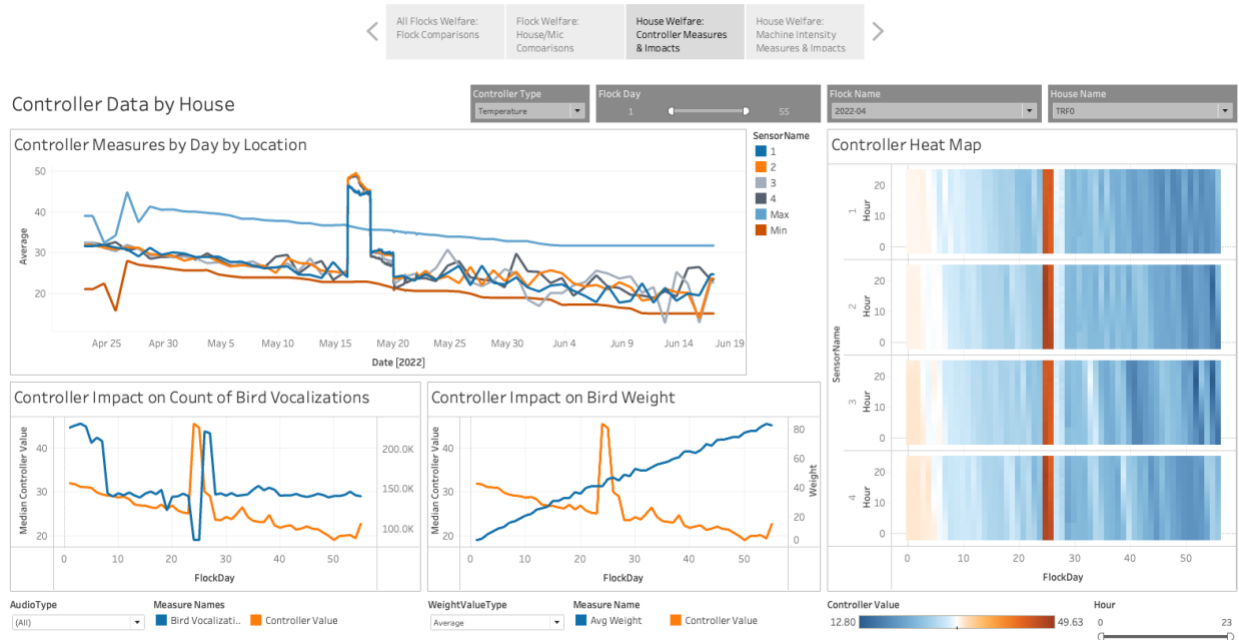 All Flocks Welfare:
Flock Comparisons
Flock Welfare:
House/Mic
Comparisons
House Welfare:
Controller Measures
& Impacts
House Welfare:
Machine Intensity
Measures & Impacts
Controller Data by House
Controller Type
Temperature
Flock Day
1
55
Flock Name
2022-04
House Name
TRF0
Controller Measures by Day by Location
50
40
30
20
Average
Apr 25
Apr 30
May 5
May 10
May 15
May 20
May 25
May 30
Jun 4
Jun 9
Jun 14
Jun 19
Date [2022]
SensorName
1
2
3
4
Max
Min
Controller Heat Map
SensorName
1
Hour
20
10
0
2
Hour
20
10
0
3
Hour
20
10
0
4
Hour
20
10
0
0
10
20
30
40
50
FlockDay
Controller Impact on Count of Bird Vocalizations
Median Controller Value
40
30
20
200.0K
150.0K
100.0K
0
10
20
30
40
50
FlockDay
Controller Impact on Bird Weight
Median Controller Value
40
30
20
80
60
40
20
0
Weight
0
10
20
30
40
50
FlockDay
AudioType
(All)
Measure Names
Bird Vocalizati..
Controller Value
WeightValueType
Average
Measure Name
Avg Weight
Controller Value
Controller Value
12.80
49.63
Hour
0
23